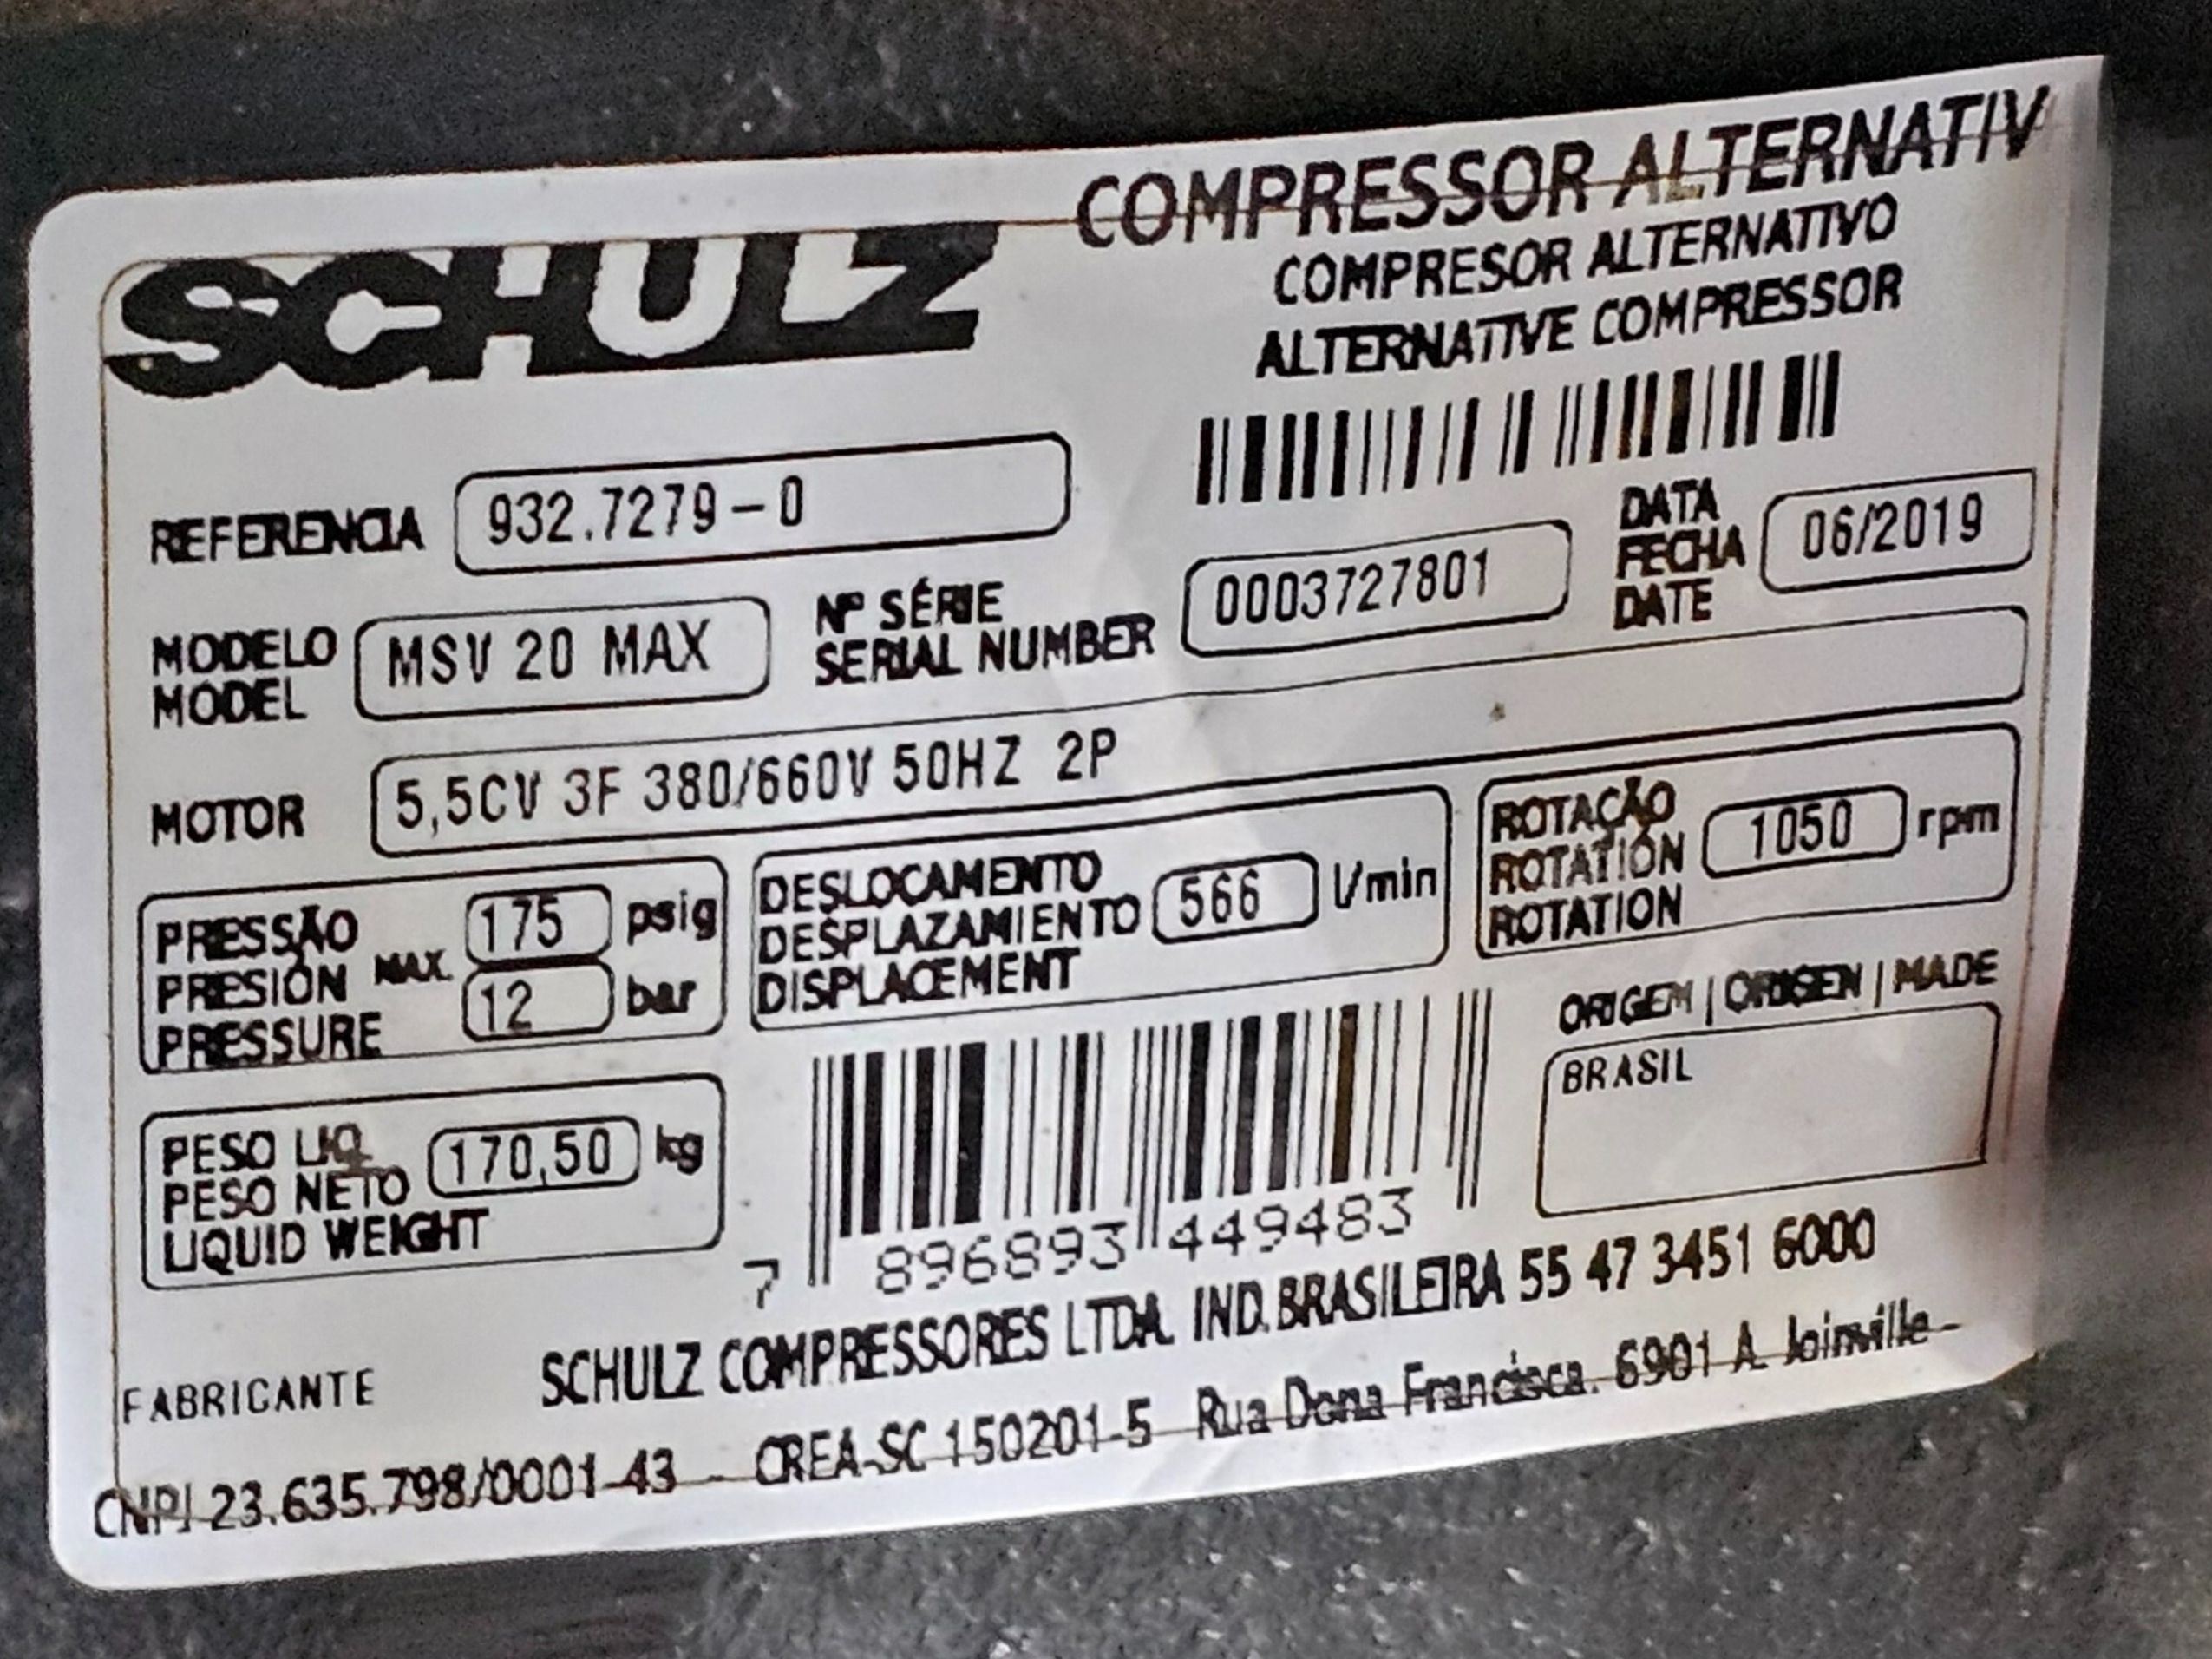 SCHULZ
COMPRESSOR ALTERNATIV
COMPRESOR ALTERNATIVO
ALTERNATIVE COMPRESSOR
REFERENCIA 932.7279-0
MODELO
MODEL
MSV 20 MAX
Nº SÉRIE
SERIAL NUMBER
0003727801
DATA
FECHA
DATE
06/2019
MOTOR 5,5CV 3F 380/660V 50HZ 2P
PRESSÃO
PRESIÓN MAX.
PRESSURE
175 psig
12 bar
DESLOCAMENTO
DESPLAZAMIENTO
DISPLACEMENT
566 l/min
ROTAÇÃO
ROTATIÓN
ROTATION
1050 rpm
PESO LIQ.
PESO NETO
LIQUID WEIGHT
170,50 kg
7 896893 449483
ORIGEM | ORIGEN | MADE
BRASIL
FABRICANTE SCHULZ COMPRESSORES LTDA. IND. BRASILEIRA 55 47 3451 6000
CNPJ 23.635.798/0001-43 - CREA-SC 150201-5 Rua Dona Francisca. 6901 A. Joinville -